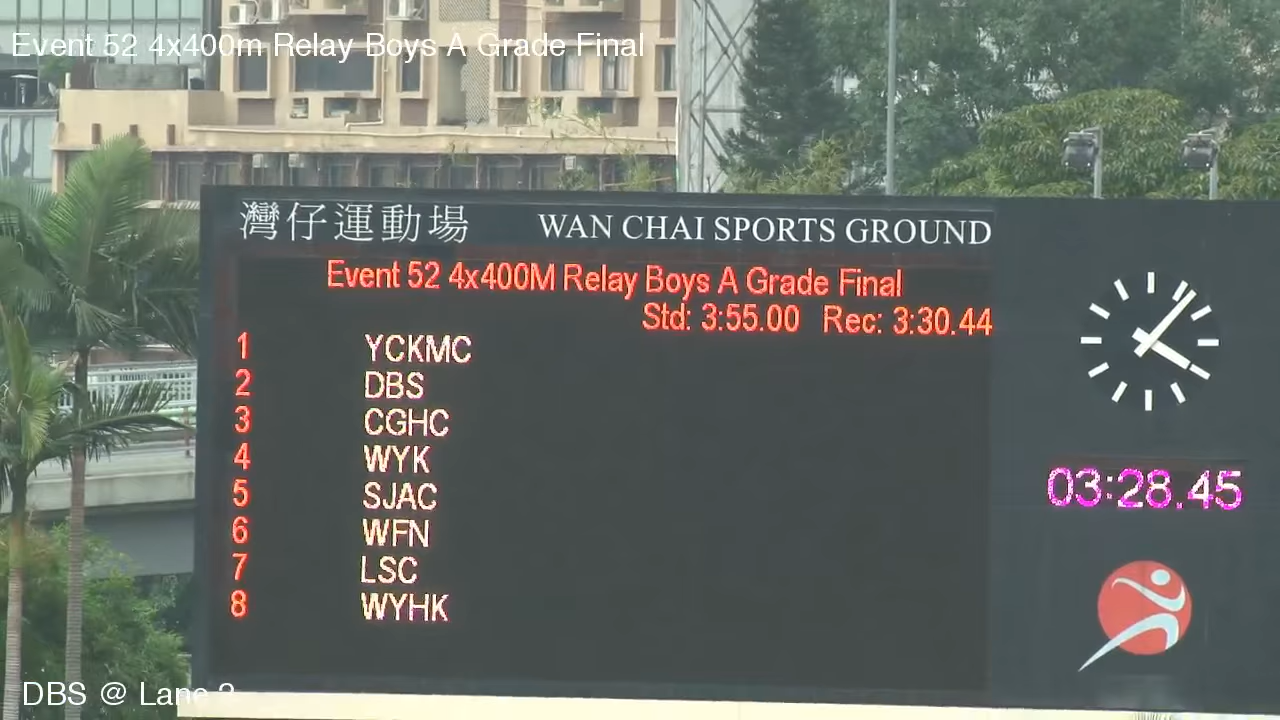 Event 52 4x400m Relay Boys A Grade Final
灣仔運動場 WAN CHAI SPORTS GROUND
Event 52 4x400M Relay Boys A Grade Final
Std: 3:55.00 Rec: 3:30.44
1 YCKMC
2 DBS
3 CGHC
4 WYK
5 SJAC
6 WFN
7 LSC
8 WYHK
03:28.45
DBS @ Lane 2